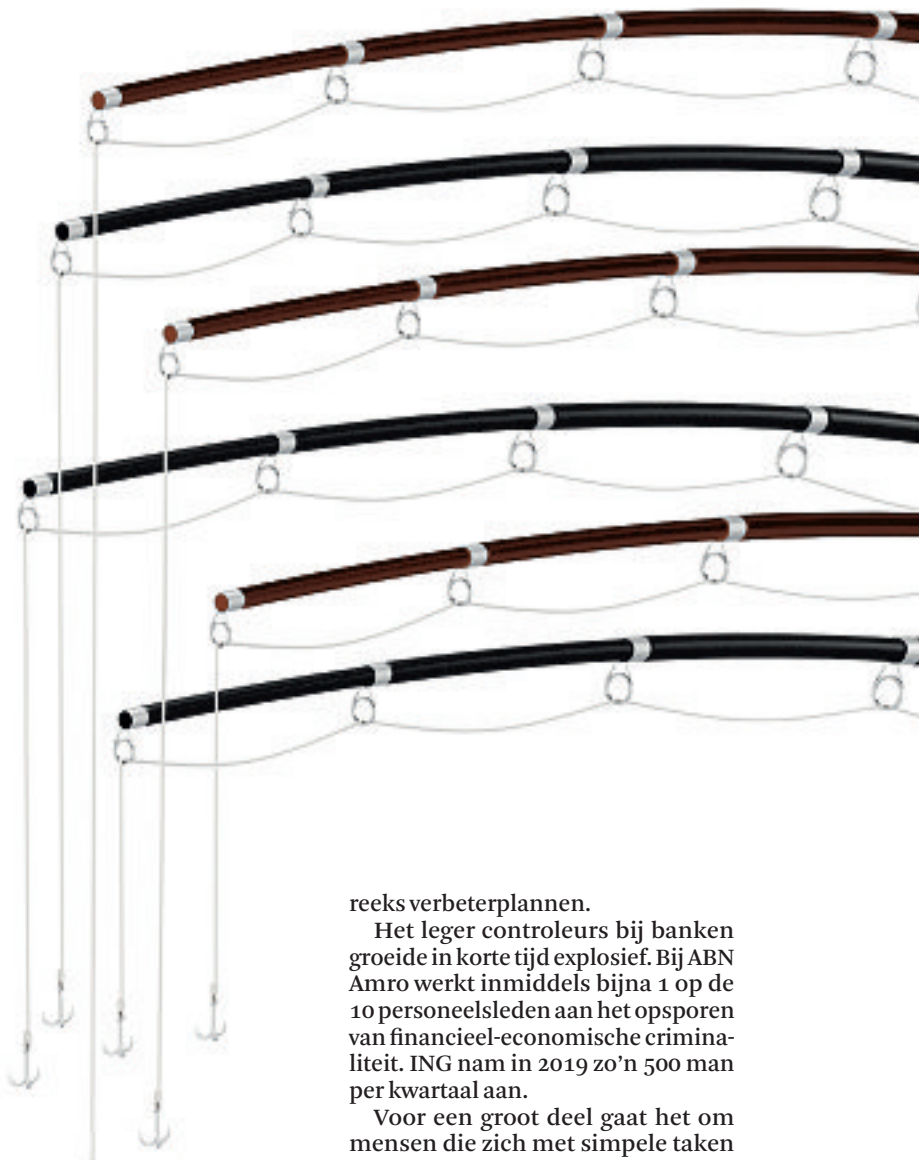 reeks verbeterplannen.
Het leger controleurs bij banken
groeide in korte tijd explosief. Bij ABN
Amro werkt inmiddels bijna 1 op de
10 personeelsleden aan het opsporen
van financieel-economische crimina-
liteit. ING nam in 2019 zo'n 500 man
per kwartaal aan.
Voor een groot deel gaat het om
mensen die zich met simpele taken